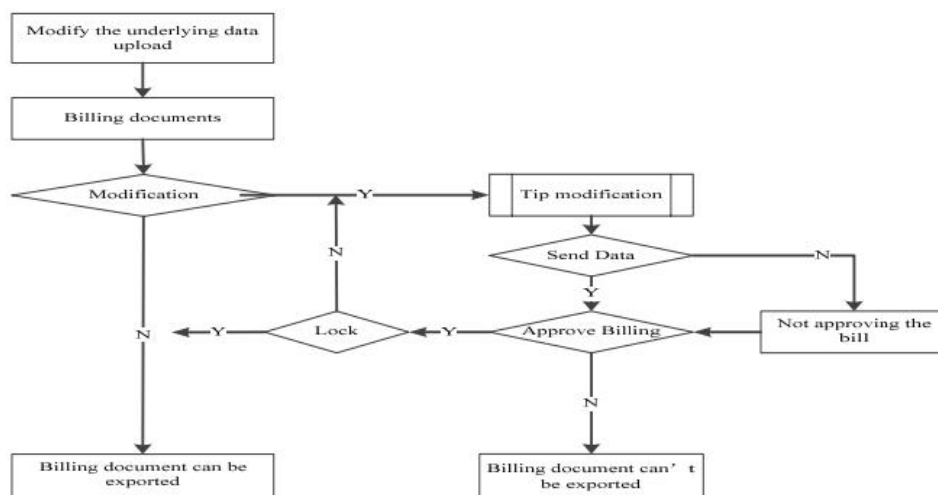 Modify the underlying data
upload
Billing documents
Modification
Y
Tip modification
Send Data
N
N
Y
N
Y
Lock
Y
Approve Billing
Not approving the
bill
N
Billing document can be
exported
Billing document can' t
be exported